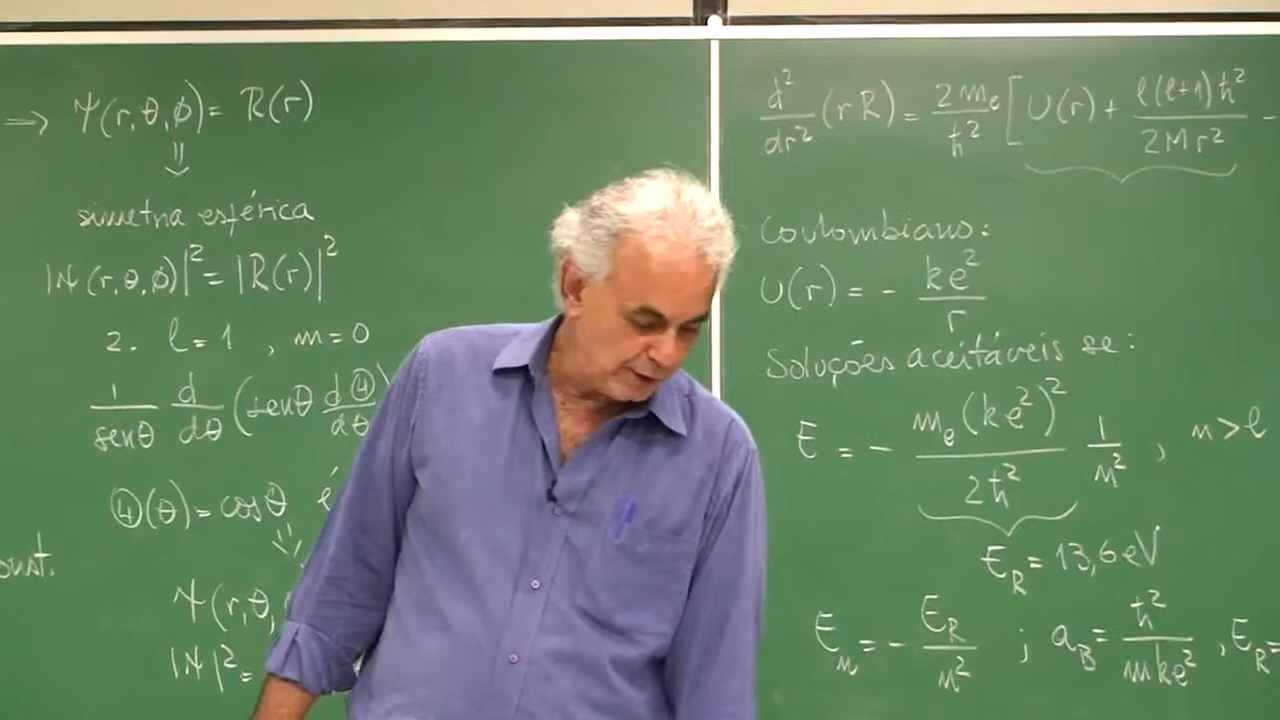 ⇒ Ψ(r,θ,ϕ) = R(r)
⇓
simetria esférica
|Ψ(r,θ,ϕ)|² = |R(r)|²
2. l = 1 , m = 0
1/senθ d/dθ (senθ dΘ/dθ)
Θ(θ) = cosθ é
⇓
Ψ(r,θ,
|Ψ|² =
d²/dr² (rR) = 2mₑ/ħ² [U(r) + l(l+1)ħ²/2Mr² -
Coulombiano:
U(r) = - ke²/r
Soluções aceitáveis se:
E = - mₑ(ke²)²/2ħ² 1/n² , n > l
E_R = 13,6 eV
E_n = - E_R/n² ; a_B = ħ²/mke² , E_R =